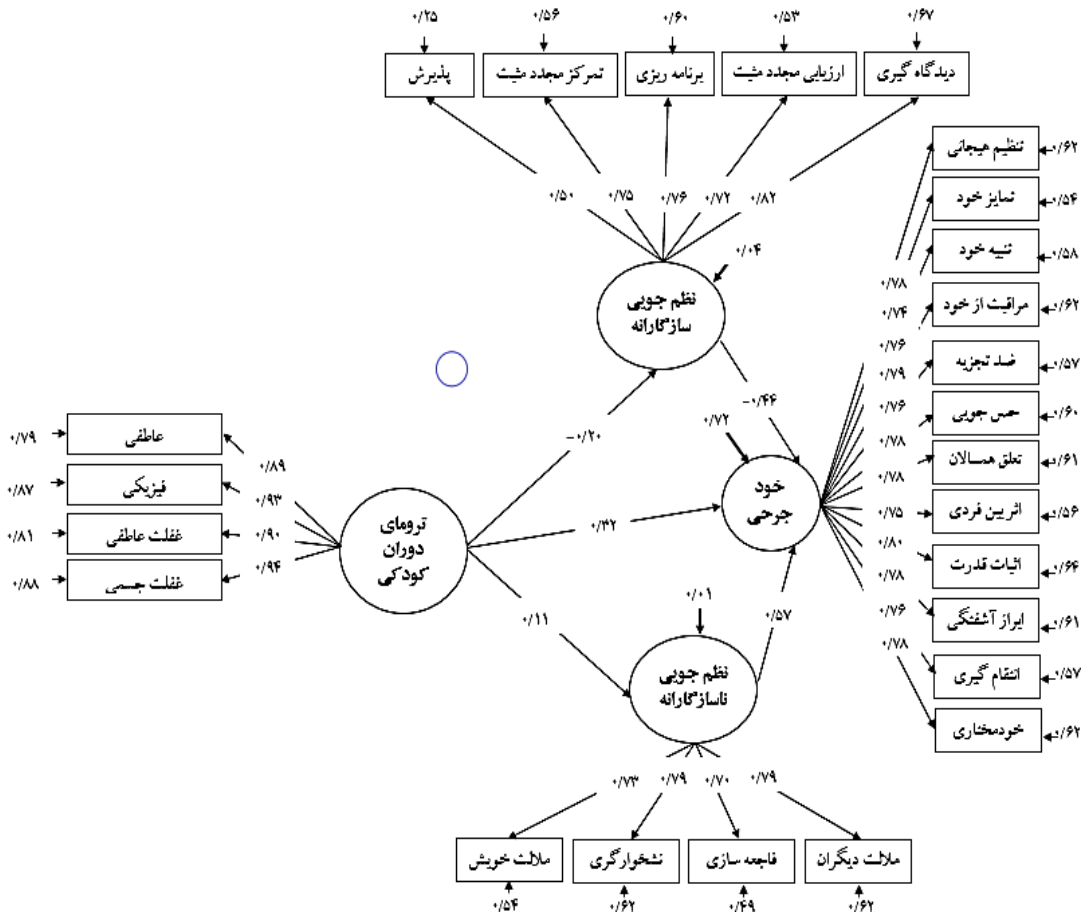 ۰/۲۵ ۰/۵۶ ۰/۶۰ ۰/۵۳ ۰/۶۷
پذیرش
تمرکز مجدد مثبت
برنامه ریزی
ارزیابی مجدد مثبت
دیدگاه گیری
۰/۵۰ ۰/۷۵ ۰/۷۶ ۰/۷۲ ۰/۸۲
۰/۰۴
نظم جویی
سازگارانه
تنظیم هیجانی
۰/۶۲
تمایز خود
۰/۵۴
تنبیه خود
۰/۵۸
مراقبت از خود
۰/۶۲
ضد تجزیه
۰/۵۷
حس جویی
۰/۶۰
تعلق همسالان
۰/۶۱
اثربین فردی
۰/۵۶
اثبات قدرت
۰/۶۴
ابراز آشفتگی
۰/۶۱
انتقام گیری
۰/۵۷
خودمختاری
۰/۶۲
۰/۷۸
۰/۷۴
۰/۷۶
۰/۷۹
۰/۷۶
۰/۷۸
۰/۷۸
۰/۷۵
۰/۸۰
۰/۷۸
۰/۷۶
۰/۷۸
-۰/۴۶
۰/۷۲
خود
جرحی
-۰/۲۰
۰/۳۲
۰/۱۱
۰/۵۷
ترومای
دوران
کودکی
۰/۸۹
۰/۹۳
۰/۹۰
۰/۹۴
عاطفی
۰/۷۹
فیزیکی
۰/۸۷
غفلت عاطفی
۰/۸۱
غفلت جسمی
۰/۸۸
۰/۰۱
نظم جویی
ناسازگارانه
۰/۷۳ ۰/۷۹ ۰/۷۰ ۰/۷۹
ملالت خویش
نشخوارگری
فاجعه سازی
ملالت دیگران
۰/۵۴ ۰/۶۲ ۰/۴۹ ۰/۶۲